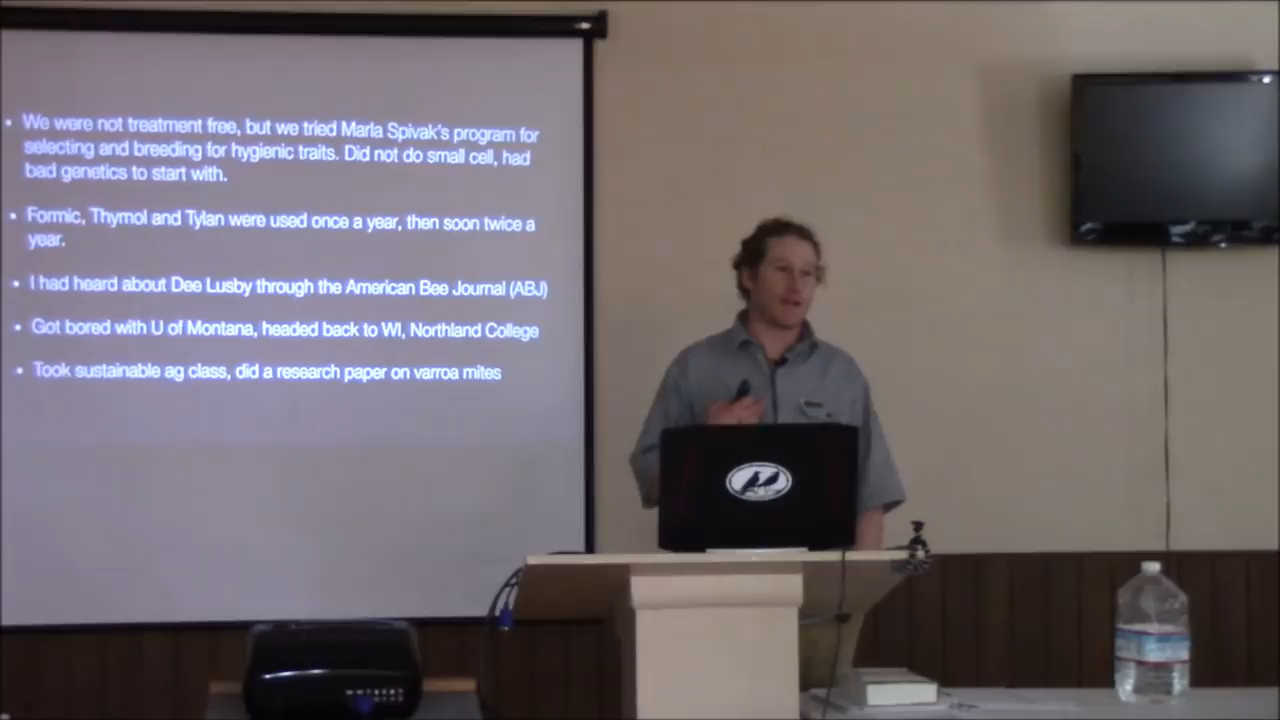 • We were not treatment free, but we tried Marla Spivak's program for
selecting and breeding for hygienic traits. Did not do small cell, had
bad genetics to start with.
• Formic, Thymol and Tylan were used once a year, then soon twice a
year.
• I had heard about Dee Lusby through the American Bee Journal (ABJ)
• Got bored with U of Montana, headed back to WI, Northland College
• Took sustainable ag class, did a research paper on varroa mites